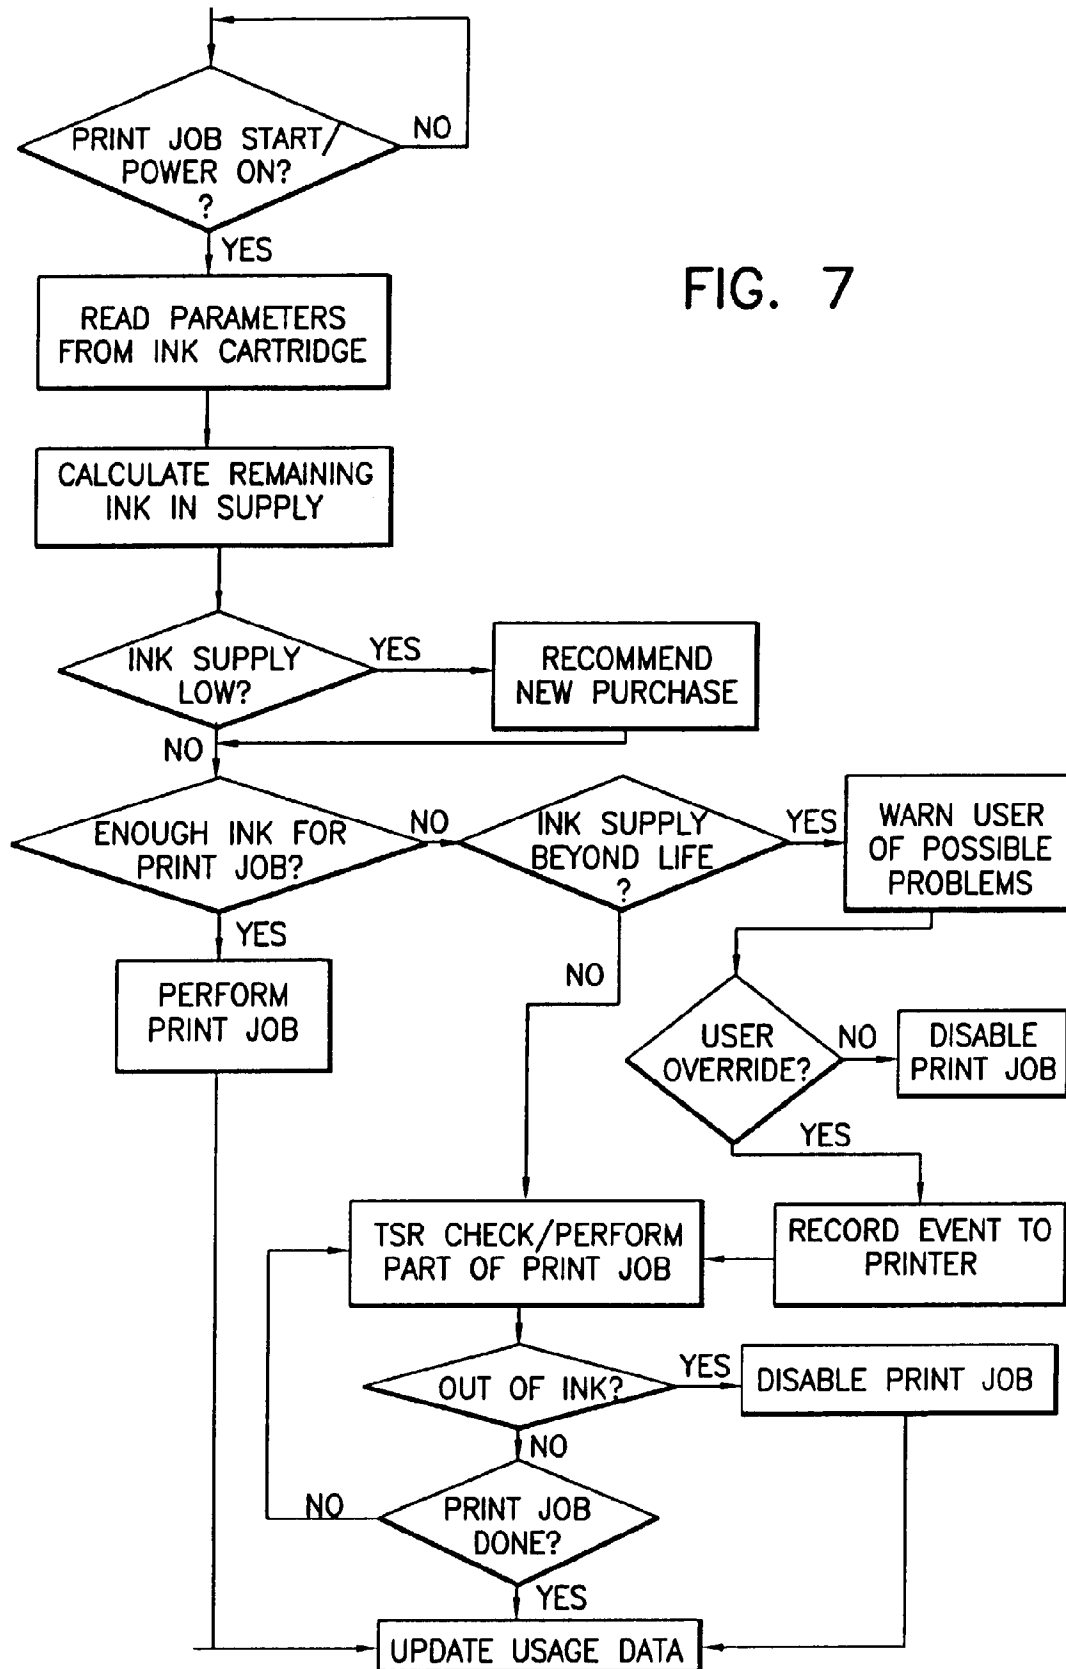 PRINT JOB START/
POWER ON?
?
NO
YES
FIG. 7
READ PARAMETERS
FROM INK CARTRIDGE
CALCULATE REMAINING
INK IN SUPPLY
INK SUPPLY
LOW?
YES
RECOMMEND
NEW PURCHASE
NO
ENOUGH INK FOR
PRINT JOB?
NO
INK SUPPLY
BEYOND LIFE
?
YES
WARN USER
OF POSSIBLE
PROBLEMS
YES
NO
PERFORM
PRINT JOB
USER
OVERRIDE?
NO
DISABLE
PRINT JOB
YES
TSR CHECK/PERFORM
PART OF PRINT JOB
RECORD EVENT TO
PRINTER
OUT OF INK?
YES
DISABLE PRINT JOB
NO
PRINT JOB
DONE?
NO
YES
UPDATE USAGE DATA